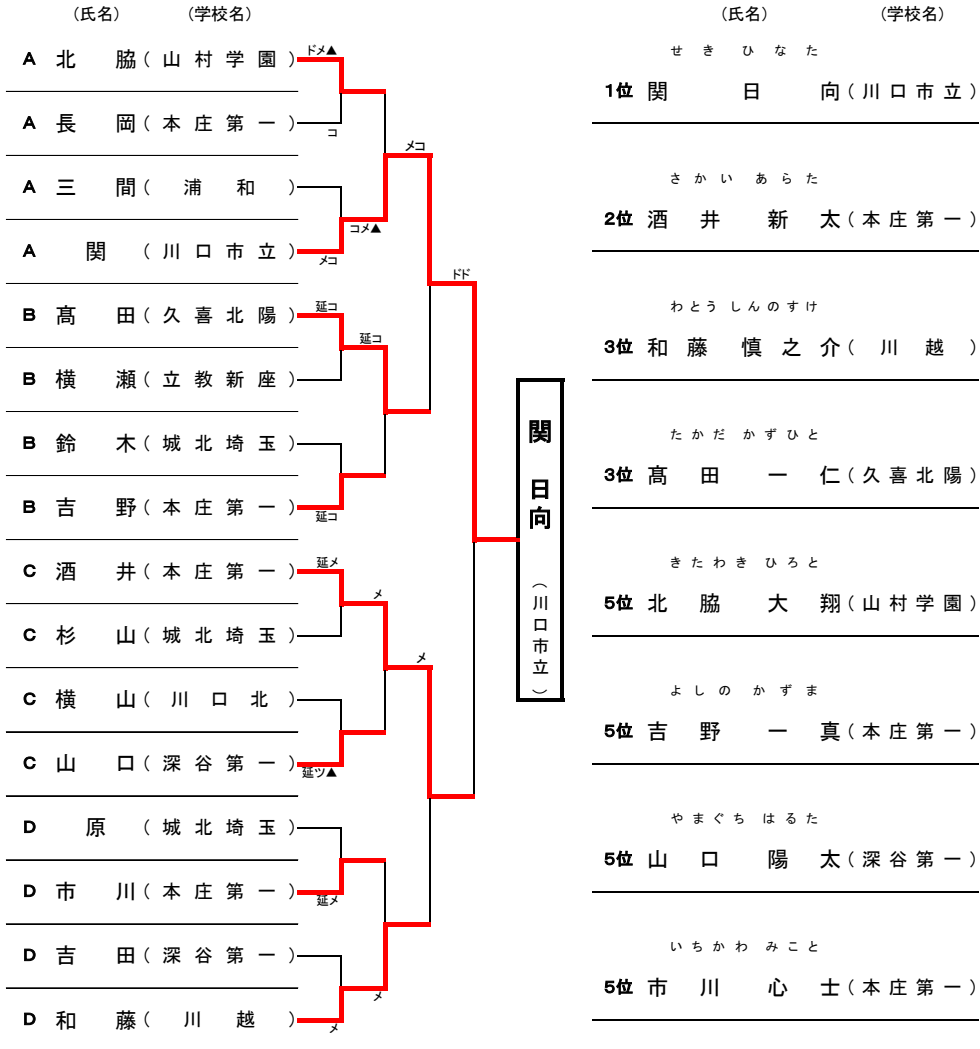 （氏名） （学校名）
A 北 脇（山村学園） ドメ▲
A 長 岡（本庄第一） コ
メコ
A 三 間（浦 和）
コメ▲
A 関 （川口市立） メコ
ドド
B 髙 田（久喜北陽） 延コ
延コ
B 横 瀬（立教新座）
B 鈴 木（城北埼玉）
B 吉 野（本庄第一） 延コ
C 酒 井（本庄第一） 延メ
メ
C 杉 山（城北埼玉）
メ
C 横 山（川口北）
C 山 口（深谷第一） 延ツ▲
D 原 （城北埼玉）
D 市 川（本庄第一） 延メ
D 吉 田（深谷第一）
メ
D 和 藤（川 越） メ
関 日向 （川口市立）
（氏名） （学校名）
せき ひなた
1位 関 日 向（川口市立）
さかい あらた
2位 酒 井 新 太（本庄第一）
わとう しんのすけ
3位 和 藤 慎之介（川 越）
たかだ かずひと
3位 髙 田 一 仁（久喜北陽）
きたわき ひろと
5位 北 脇 大 翔（山村学園）
よしの かずま
5位 吉 野 一 真（本庄第一）
やまぐち はるた
5位 山 口 陽 太（深谷第一）
いちかわ みこと
5位 市 川 心 士（本庄第一）